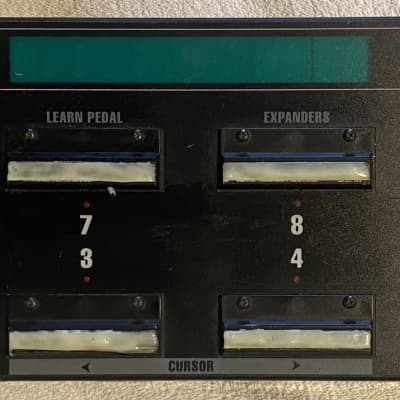 LEARN PEDAL EXPANDERS
7 8
3 4
< CURSOR >